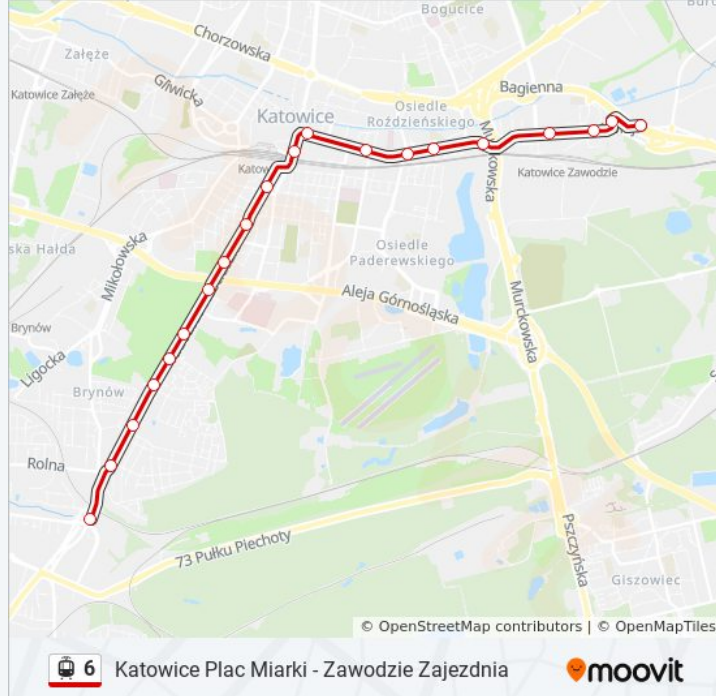 Bogucice
Chorzowska
Załęże
Gliwicka
Bagienna
Katowice Załęże
Osiedle
Roździeńskiego
Katowice
Katow
Murckowska
Katowice Zawodzie
Mikołowska
ska Hałda
Osiedle
Paderewskiego
Aleja Górnośląska
Murckowska
Brynów
Ligocka
Brynów
Rolna
73 Pułku Piechoty
Pszczyńska
Giszowiec
© OpenStreetMap contributors | © OpenMapTiles
6 Katowice Plac Miarki - Zawodzie Zajezdnia
moovit